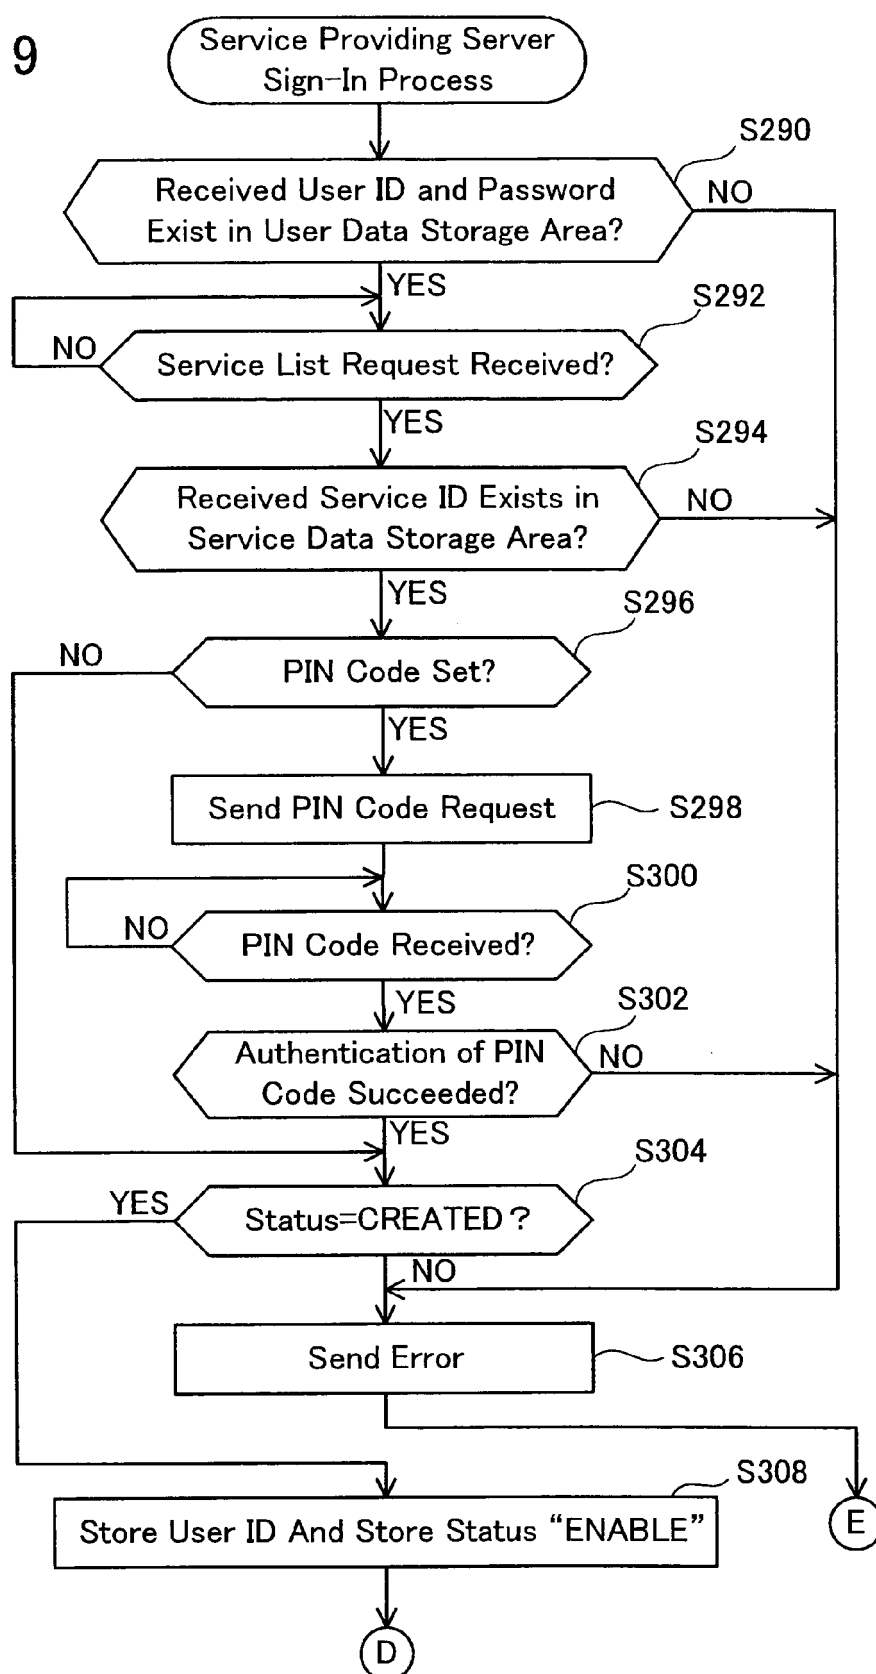 9
Service Providing Server
Sign-In Process
S290
Received User ID and Password
Exist in User Data Storage Area?
NO
YES
S292
NO
Service List Request Received?
YES
S294
Received Service ID Exists in
Service Data Storage Area?
NO
YES
S296
NO
PIN Code Set?
YES
Send PIN Code Request
S298
S300
NO
PIN Code Received?
YES
S302
Authentication of PIN
Code Succeeded?
NO
YES
S304
YES
Status=CREATED?
NO
Send Error
S306
S308
Store User ID And Store Status “ENABLE”
E
D